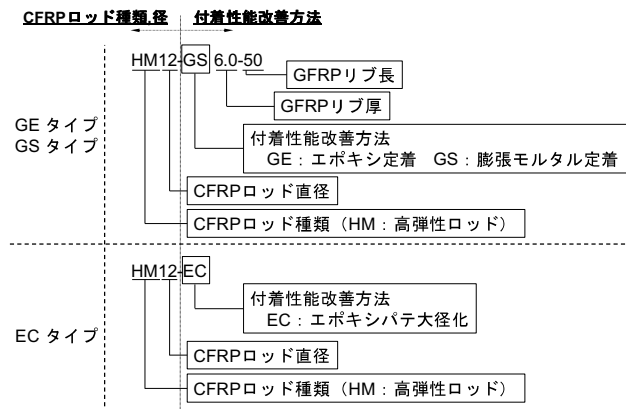 CFRPロッド種類,径 付着性能改善方法
HM12-GS 6.0-50
GFRPリブ長
GFRPリブ厚
GE タイプ
GS タイプ
付着性能改善方法
GE：エポキシ定着 GS：膨張モルタル定着
CFRPロッド直径
CFRPロッド種類（HM：高弾性ロッド）
HM12-EC
付着性能改善方法
EC：エポキシパテ大径化
EC タイプ
CFRPロッド直径
CFRPロッド種類（HM：高弾性ロッド）